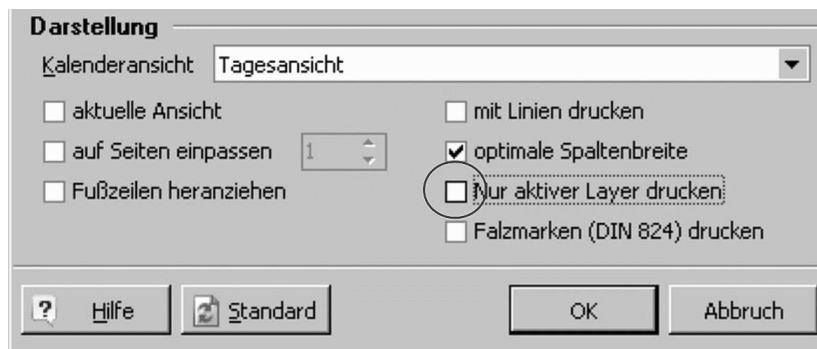 Darstellung
Kalenderansicht Tagesansicht
aktuelle Ansicht
mit Linien drucken
auf Seiten einpassen 1
optimale Spaltenbreite
Fußzeilen heranziehen
Nur aktiver Layer drucken
Falzmarken (DIN 824) drucken
? Hilfe Standard OK Abbruch